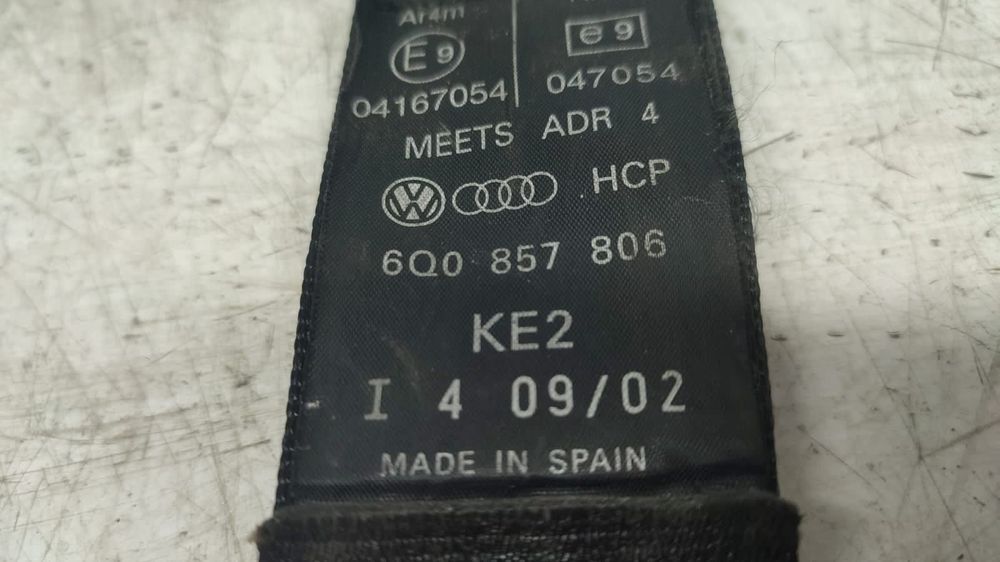 Ar4m
E9 e9
04167054 047054
MEETS ADR 4
HCP
6Q0 857 806
KE2
I 4 09/02
MADE IN SPAIN